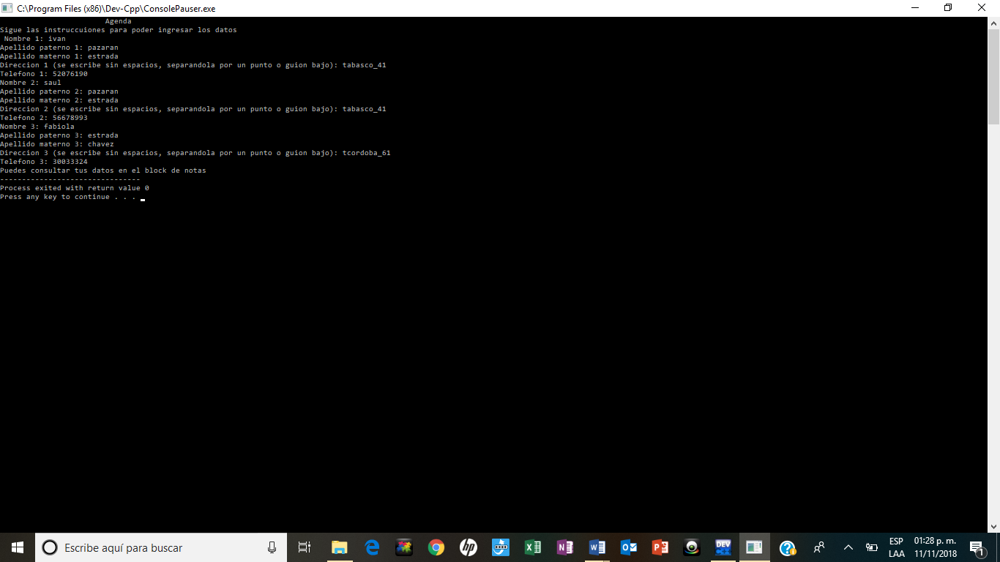 C:\Program Files (x86)\Dev-Cpp\ConsolePauser.exe
Agenda
Sigue las instruccuiones para poder ingresar los datos
Nombre 1: ivan
Apellido paterno 1: pazaran
Apellido materno 1: estrada
Direccion 1 (se escribe sin espacios, separandola por un punto o guion bajo): tabasco_41
Telefono 1: 52076190
Nombre 2: saul
Apellido paterno 2: pazaran
Apellido materno 2: estrada
Direccion 2 (se escribe sin espacios, separandola por un punto o guion bajo): tabasco_41
Telefono 2: 56678993
Nombre 3: fabiola
Apellido paterno 3: estrada
Apellido materno 3: chavez
Direccion 3 (se escribe sin espacios, separandola por un punto o guion bajo): tcordoba_61
Telefono 3: 30033324
Puedes consultar tus datos en el block de notas
--------------------------------
Process exited with return value 0
Press any key to continue . . .
Escribe aquí para buscar
DEV
ESP
LAA
01:28 p. m.
11/11/2018
1